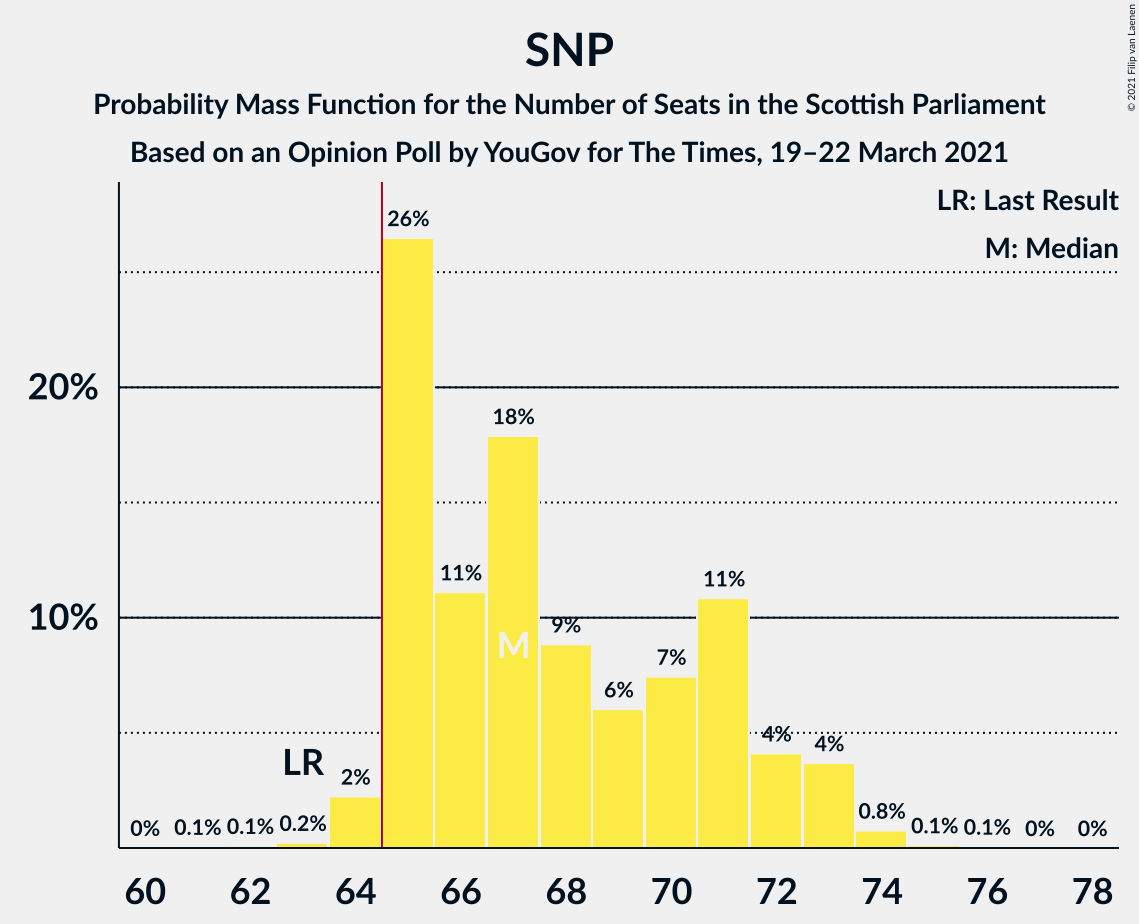 SNP
Probability Mass Function for the Number of Seats in the Scottish Parliament
Based on an Opinion Poll by YouGov for The Times, 19–22 March 2021
© 2021 Filip van Laenen
LR: Last Result
M: Median
20%
10%
0% 0.1% 0.1% 0.2% 2% 26% 11% 18% 9% 6% 7% 11% 4% 4% 0.8% 0.1% 0.1% 0% 0%
LR
M
60 62 64 66 68 70 72 74 76 78